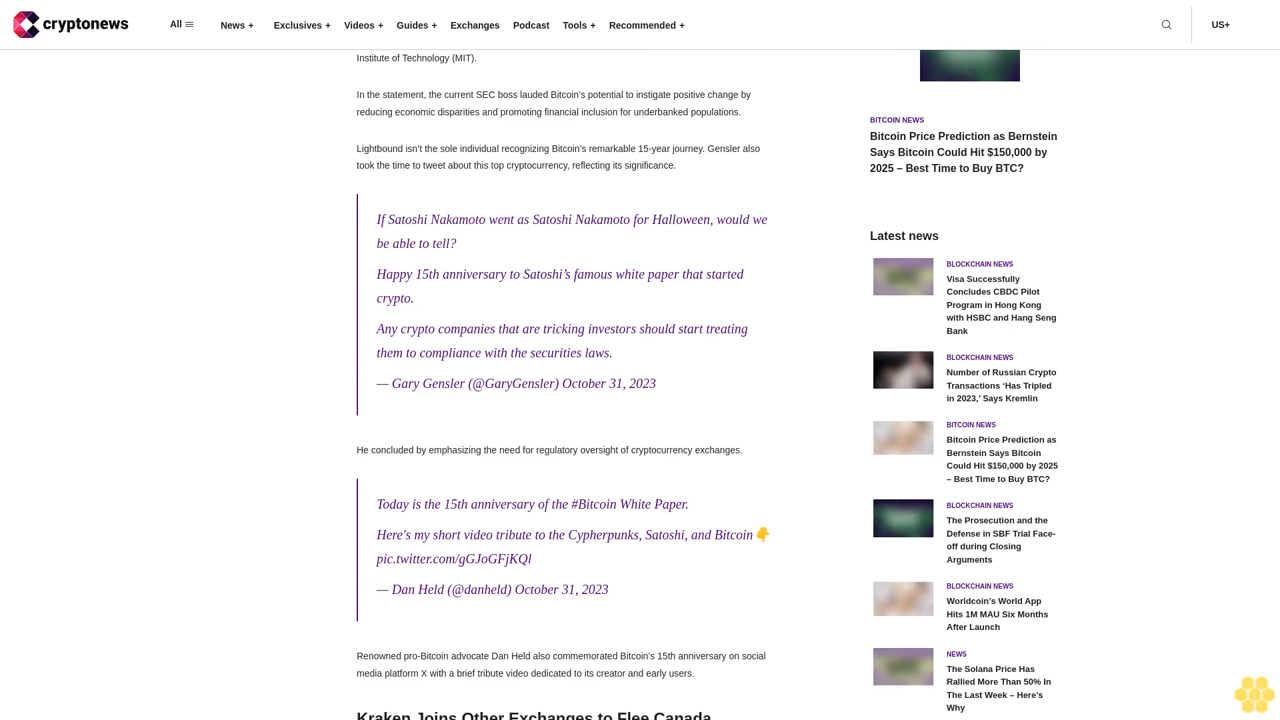 cryptonews
All
News +
Exclusives +
Videos +
Guides +
Exchanges
Podcast
Tools +
Recommended +
US+
Institute of Technology (MIT).
In the statement, the current SEC boss lauded Bitcoin’s potential to instigate positive change by
reducing economic disparities and promoting financial inclusion for underbanked populations.
Lightbound isn’t the sole individual recognizing Bitcoin’s remarkable 15-year journey. Gensler also
took the time to tweet about this top cryptocurrency, reflecting its significance.
If Satoshi Nakamoto went as Satoshi Nakamoto for Halloween, would we
be able to tell?
Happy 15th anniversary to Satoshi’s famous white paper that started
crypto.
Any crypto companies that are tricking investors should start treating
them to compliance with the securities laws.
— Gary Gensler (@GaryGensler) October 31, 2023
He concluded by emphasizing the need for regulatory oversight of cryptocurrency exchanges.
Today is the 15th anniversary of the #Bitcoin White Paper.
Here's my short video tribute to the Cypherpunks, Satoshi, and Bitcoin👇
pic.twitter.com/gGJoGFjKQl
— Dan Held (@danheld) October 31, 2023
Renowned pro-Bitcoin advocate Dan Held also commemorated Bitcoin’s 15th anniversary on social
media platform X with a brief tribute video dedicated to its creator and early users.
Kraken Joins Other Exchanges to Flee Canada
BITCOIN NEWS
Bitcoin Price Prediction as Bernstein
Says Bitcoin Could Hit $150,000 by
2025 – Best Time to Buy BTC?
Latest news
BLOCKCHAIN NEWS
Visa Successfully
Concludes CBDC Pilot
Program in Hong Kong
with HSBC and Hang Seng
Bank
BLOCKCHAIN NEWS
Number of Russian Crypto
Transactions ‘Has Tripled
in 2023,’ Says Kremlin
BITCOIN NEWS
Bitcoin Price Prediction as
Bernstein Says Bitcoin
Could Hit $150,000 by 2025
– Best Time to Buy BTC?
BLOCKCHAIN NEWS
The Prosecution and the
Defense in SBF Trial Face-
off during Closing
Arguments
BLOCKCHAIN NEWS
Worldcoin’s World App
Hits 1M MAU Six Months
After Launch
NEWS
The Solana Price Has
Rallied More Than 50% In
The Last Week – Here’s
Why